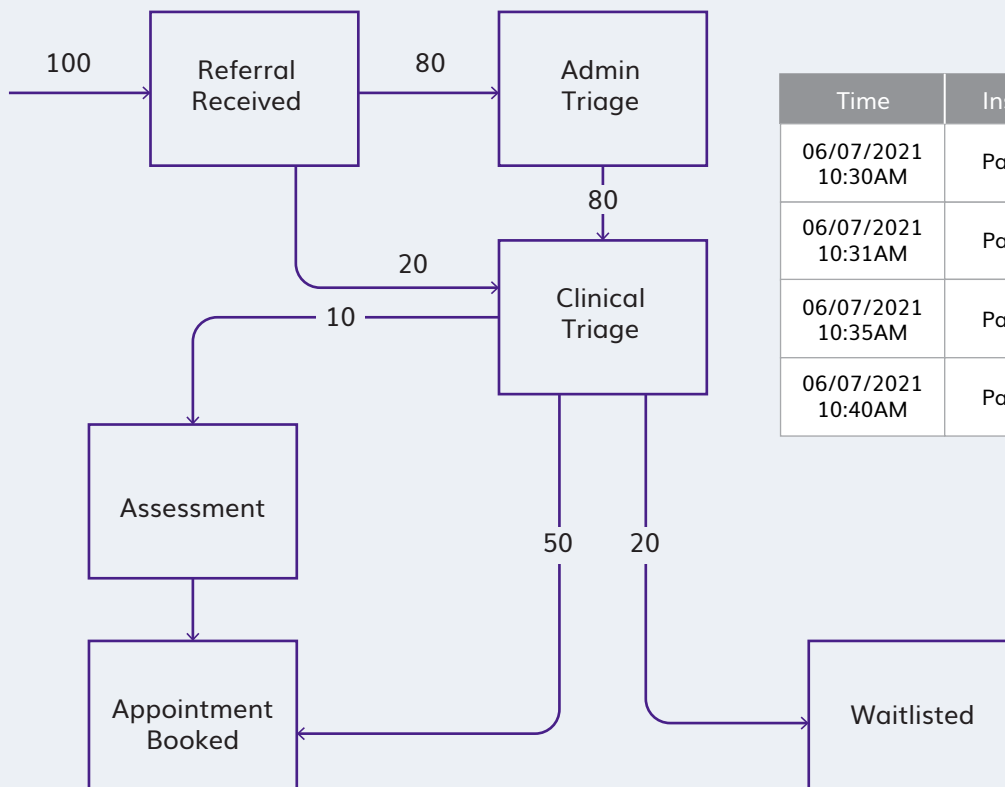 100
Referral
Received
80
Admin
Triage
80
20
Clinical
Triage
10
Assessment
50
20
Appointment
Booked
Waitlisted
Time
06/07/2021
10:30AM
06/07/2021
10:31AM
06/07/2021
10:35AM
06/07/2021
10:40AM